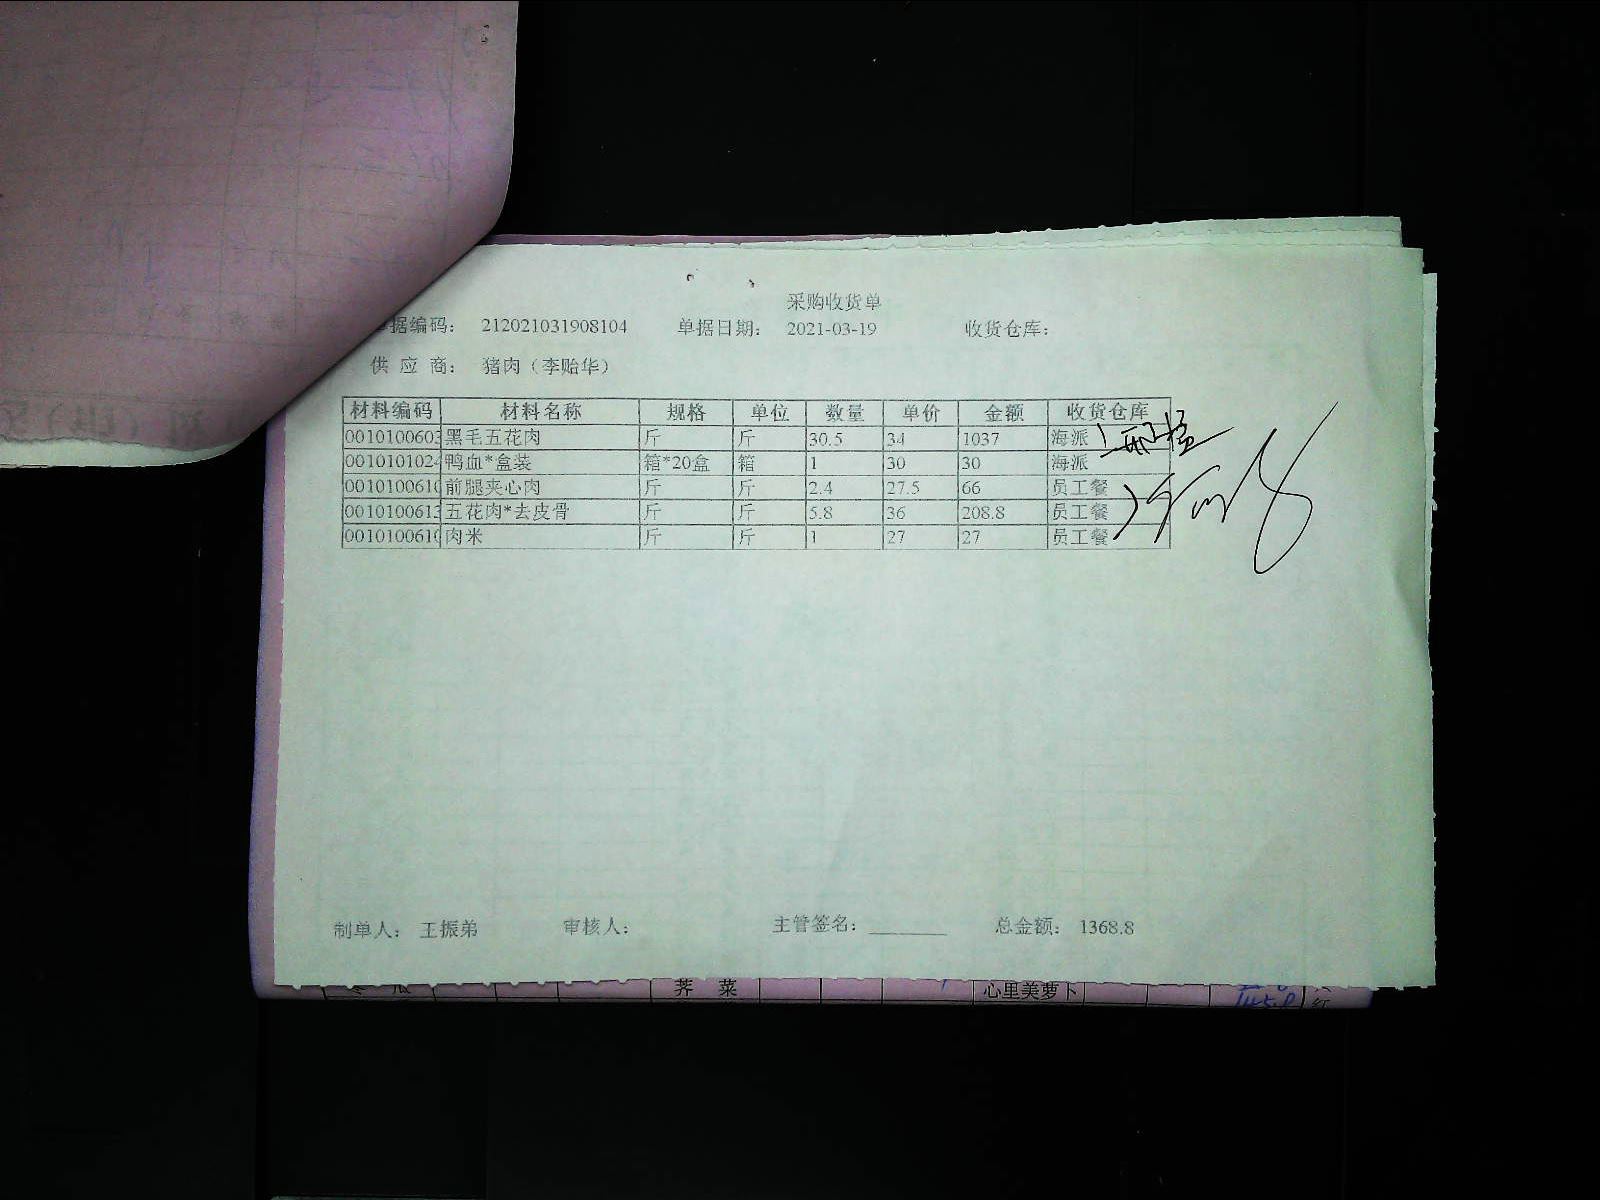 采购收货单
据编码： 212021031908104 单据日期： 2021-03-19 收货仓库：
供 应 商： 猪肉（李贻华）
材料编码 材料名称 规格 单位 数量 单价 金额 收货仓库
0010100603 黑毛五花肉 斤 斤 30.5 34 1037 海派
0010101024 鸭血*盒装 箱*20盒 箱 1 30 30 海派
0010100610 前腿夹心肉 斤 斤 2.4 27.5 66 员工餐
0010100613 五花肉*去皮骨 斤 斤 5.8 36 208.8 员工餐
0010100610 肉米 斤 斤 1 27 27 员工餐
制单人： 王振弟 审核人： 主管签名：________ 总金额： 1368.8
荠 菜 心里美萝卜